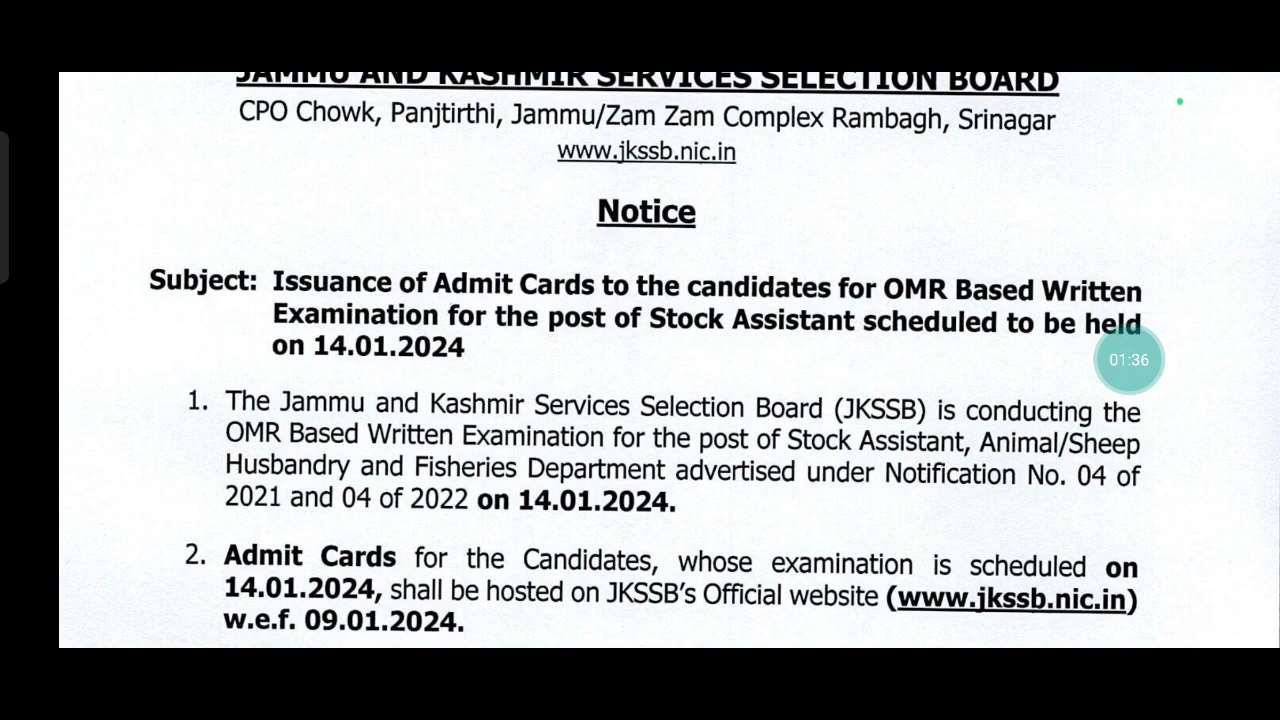 JAMMU AND KASHMIR SERVICES SELECTION BOARD
CPO Chowk, Panjtirthi, Jammu/Zam Zam Complex Rambagh, Srinagar
www.jkssb.nic.in
Notice
Subject: Issuance of Admit Cards to the candidates for OMR Based Written
Examination for the post of Stock Assistant scheduled to be held
on 14.01.2024
01:36
1. The Jammu and Kashmir Services Selection Board (JKSSB) is conducting the
OMR Based Written Examination for the post of Stock Assistant, Animal/Sheep
Husbandry and Fisheries Department advertised under Notification No. 04 of
2021 and 04 of 2022 on 14.01.2024.
2. Admit Cards for the Candidates, whose examination is scheduled on
14.01.2024, shall be hosted on JKSSB's Official website (www.jkssb.nic.in)
w.e.f. 09.01.2024.